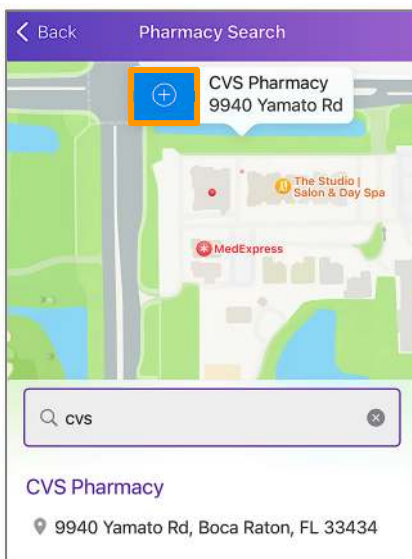 Back
Pharmacy Search
CVS Pharmacy
9940 Yamato Rd
The Studio |
Salon & Day Spa
MedExpress
cvs
CVS Pharmacy
9940 Yamato Rd, Boca Raton, FL 33434